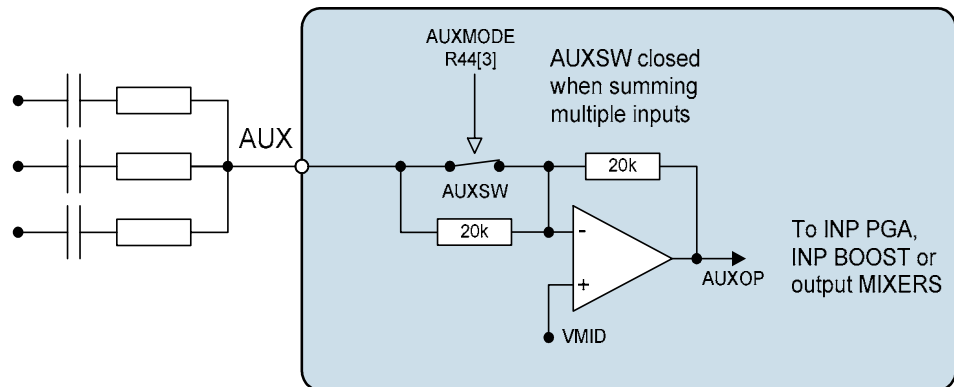 AUXMODE
R44[3]
AUXSW closed
when summing
multiple inputs
AUX
20k
AUXSW
20k
-
+
AUXOP
VMID
To INP PGA,
INP BOOST or
output MIXERS